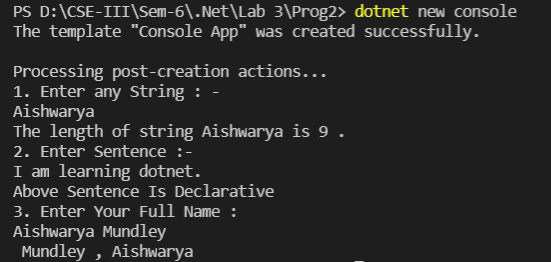 PS D:\CSE-III\Sem-6\.Net\Lab 3\Prog2> dotnet new console
The template "Console App" was created successfully.
Processing post-creation actions...
1. Enter any String : -
Aishwarya
The length of string Aishwarya is 9 .
2. Enter Sentence :-
I am learning dotnet.
Above Sentence Is Declarative
3. Enter Your Full Name :
Aishwarya Mundley
 Mundley , Aishwarya